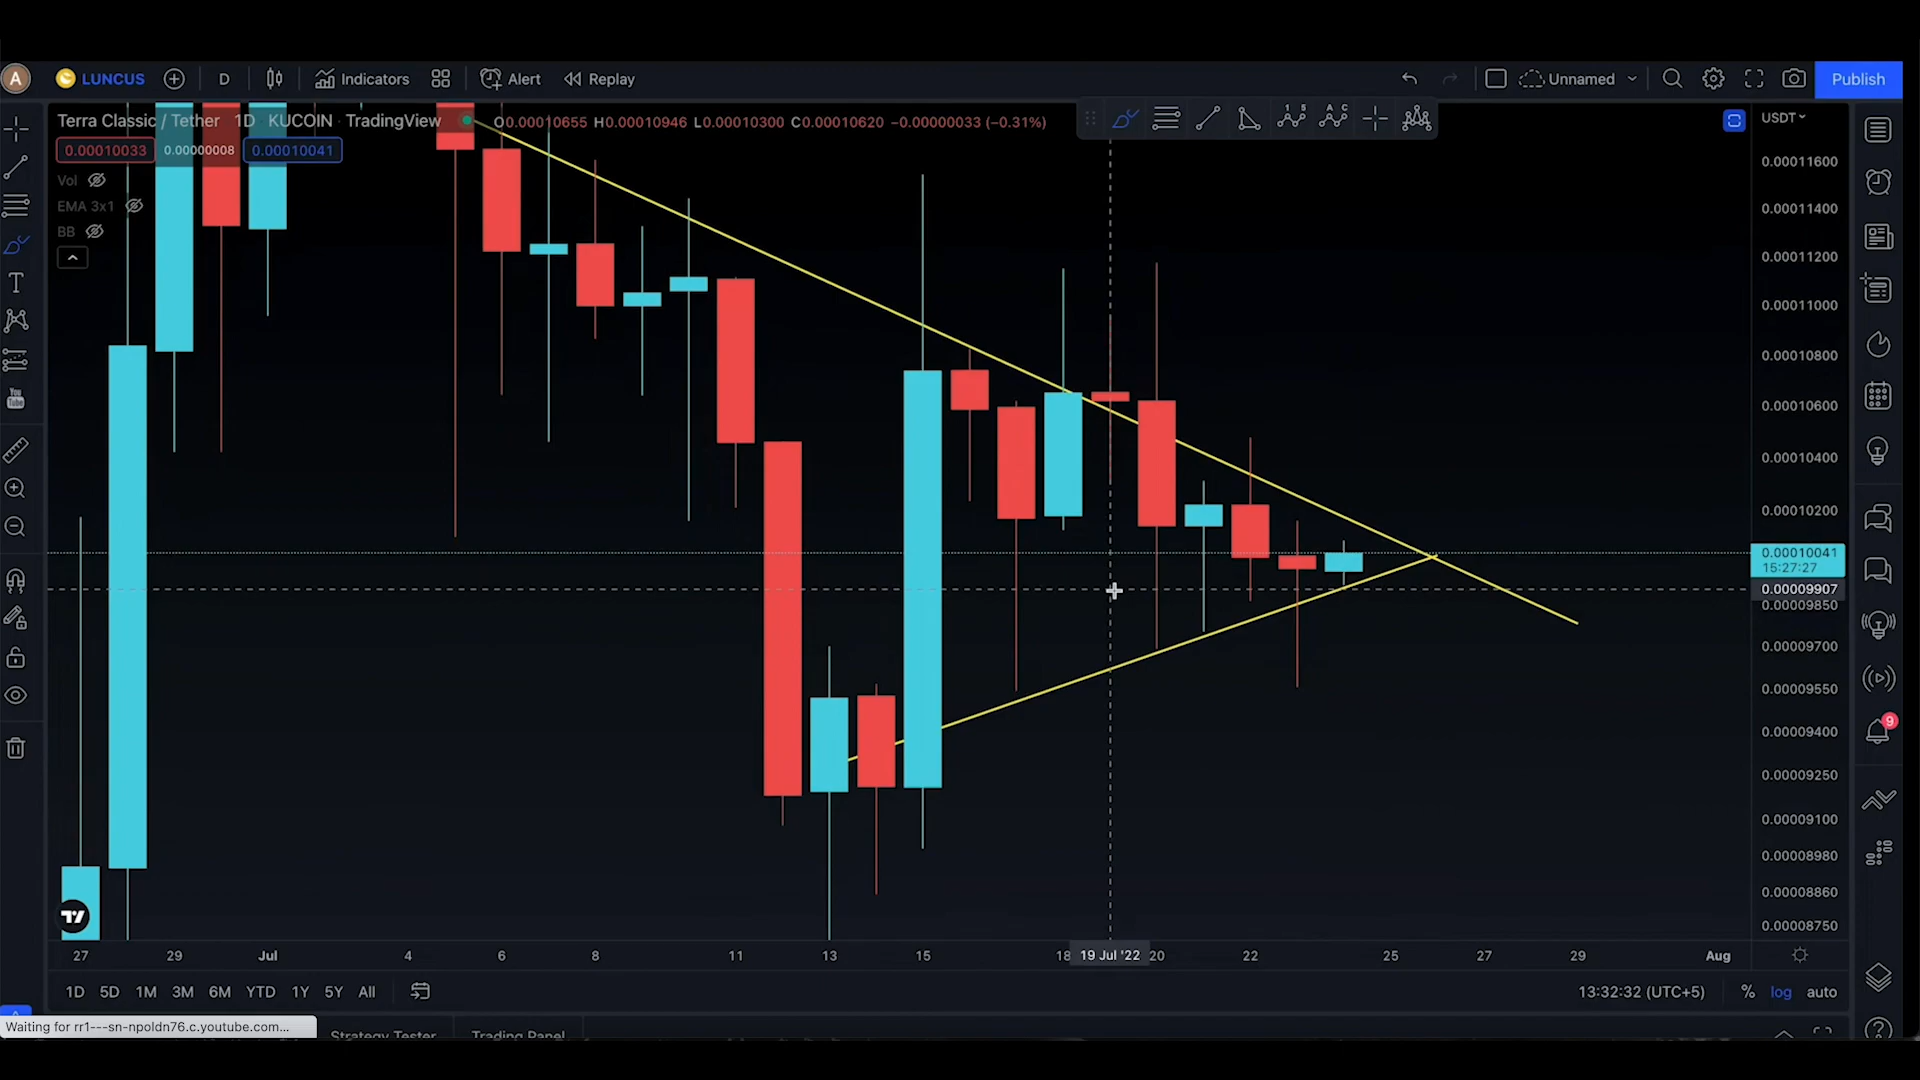 A LUNCUS D Indicators Alert Replay Unnamed Publish
Terra Classic / Tether 1D KUCOIN · TradingView O0.00010655 H0.00010946 L0.00010300 C0.00010620 −0.00000033 (−0.31%)
USDT
0.00010033 0.00000008 0.00010041
Vol
EMA 3x1
BB
0.00011600
0.00011400
0.00011200
0.00011000
0.00010800
0.00010600
0.00010400
0.00010200
0.00010041
15:27:27
0.00009907
0.00009850
0.00009700
0.00009550
0.00009400
0.00009250
0.00009100
0.00008980
0.00008860
0.00008750
You
Tube
9
27 29 Jul 4 6 8 11 13 15 18 19 Jul '22 20 22 25 27 29 Aug
1D 5D 1M 3M 6M YTD 1Y 5Y All 13:32:32 (UTC+5) % log auto
Waiting for rr1---sn-npoldn76.c.youtube.com...
Strategy Tester Trading Panel